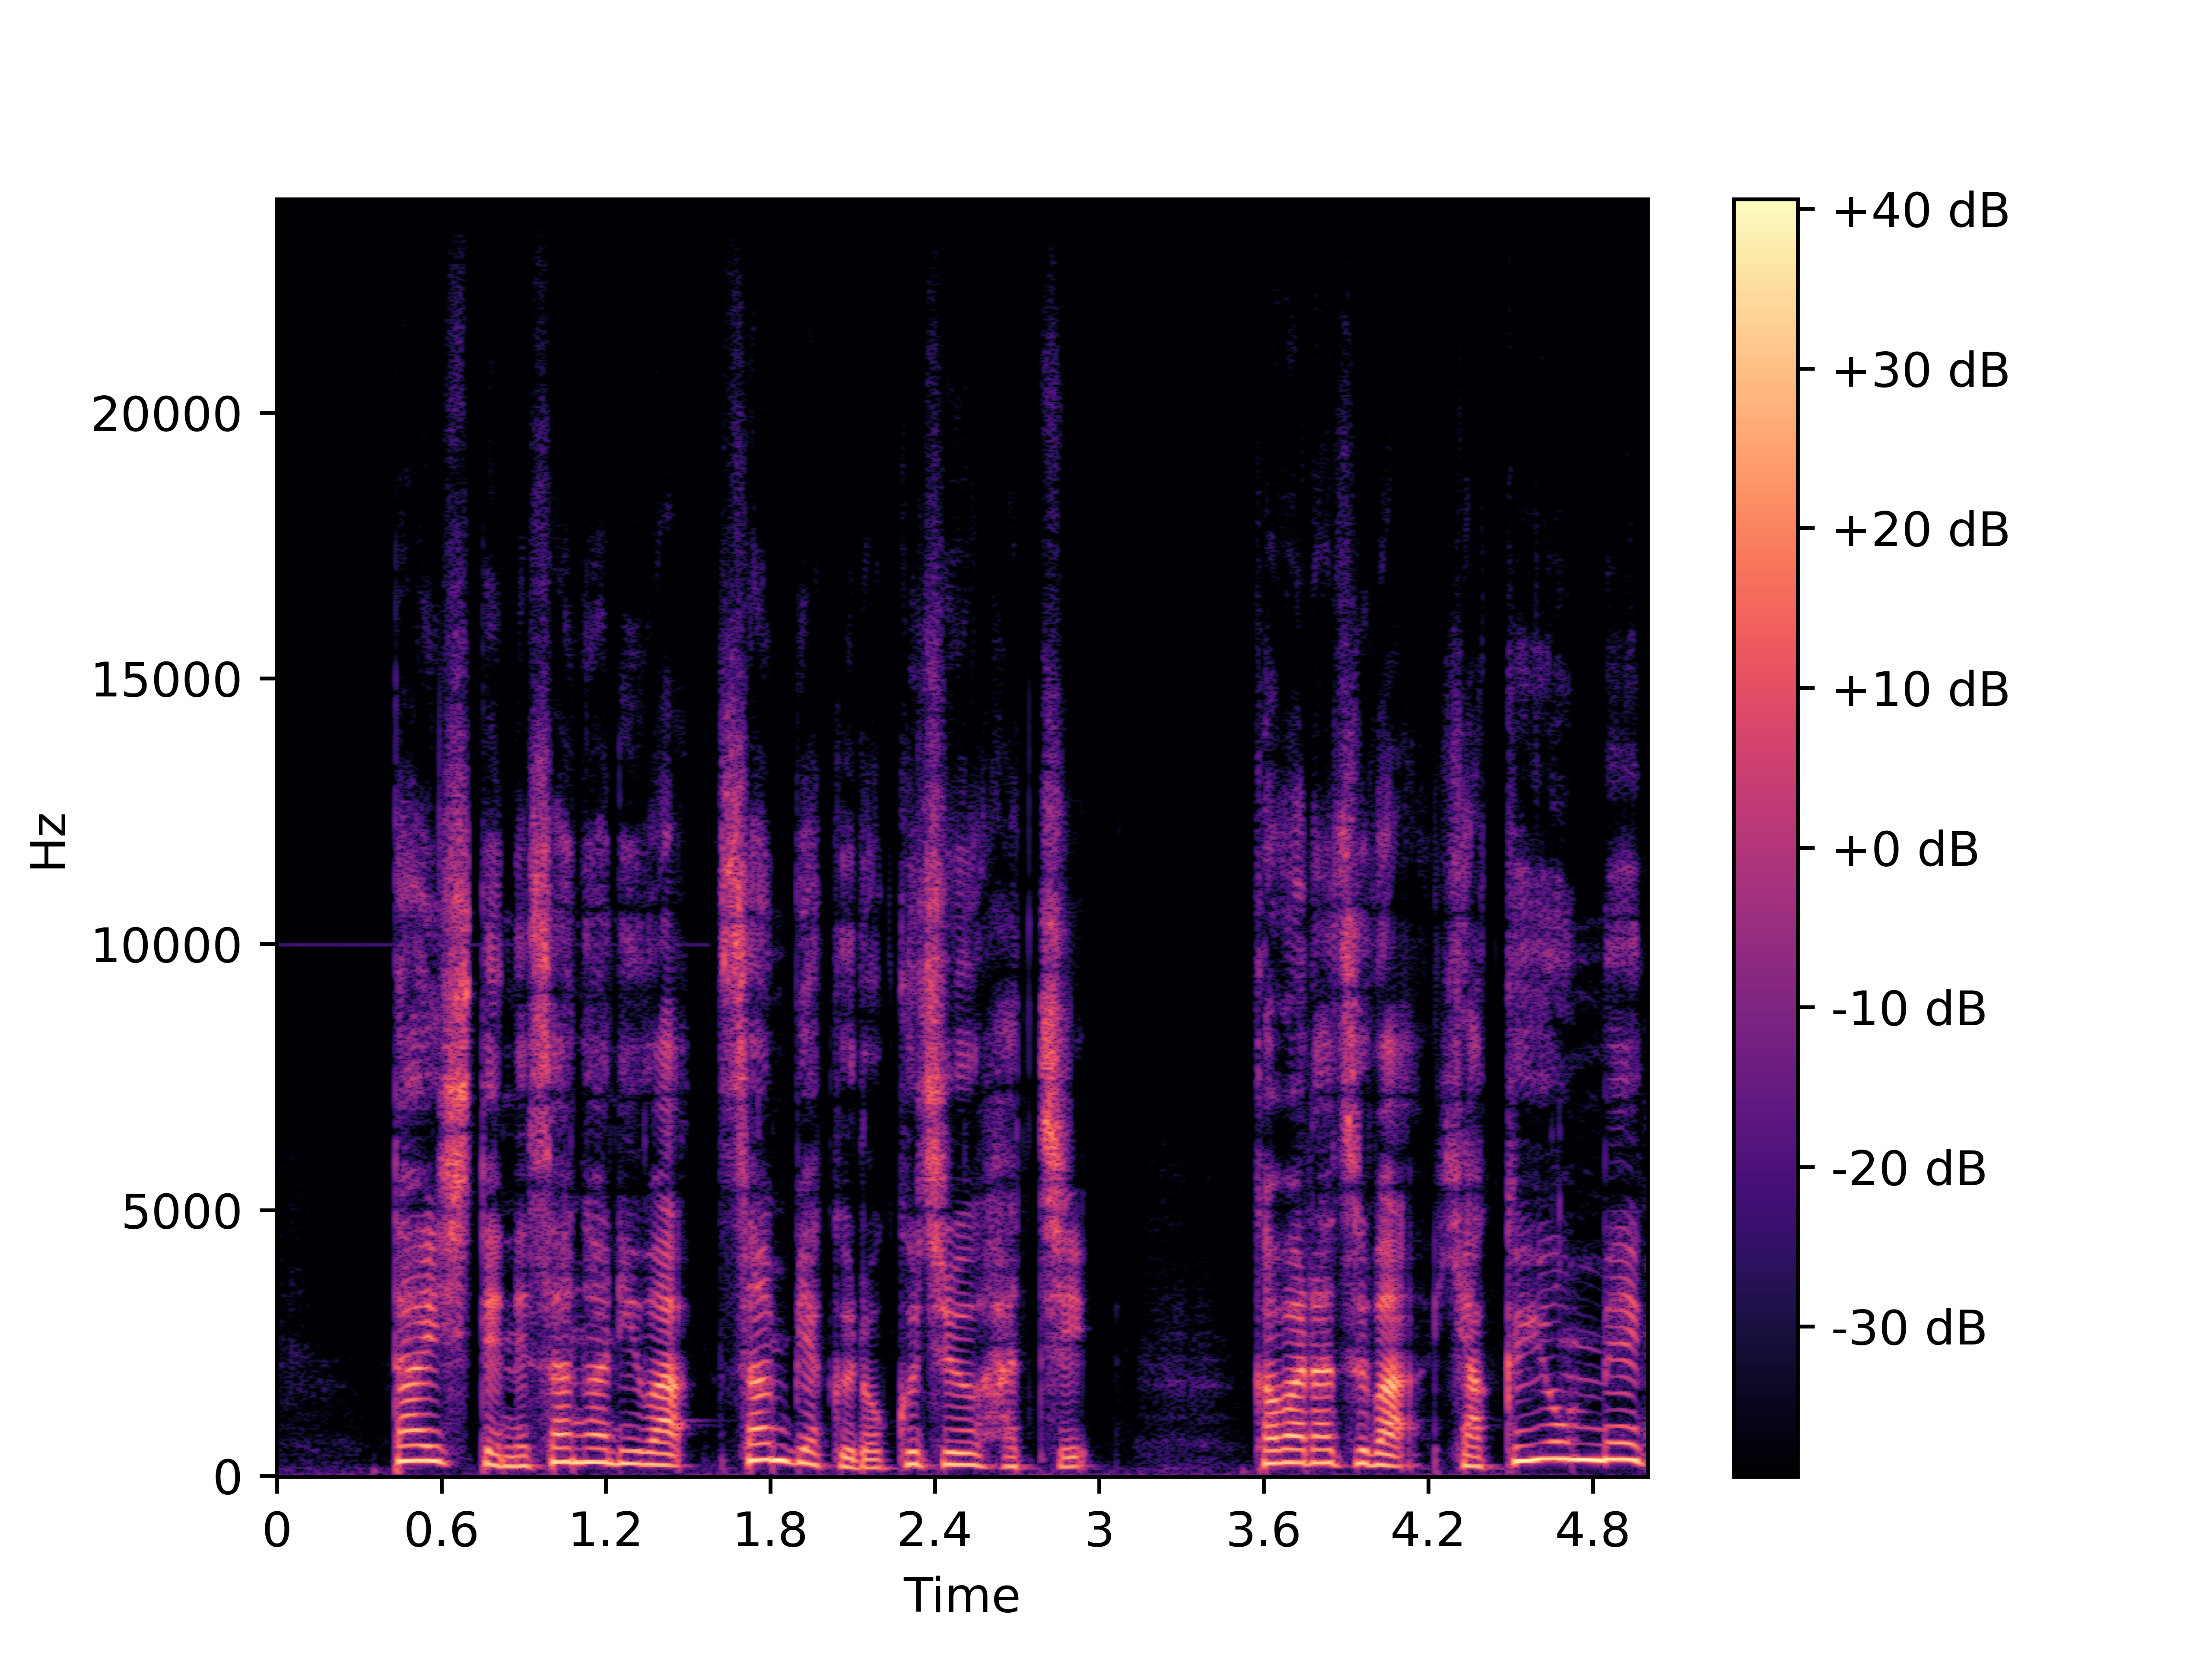 +40 dB
+30 dB
20000
+20 dB
15000
+10 dB
Hz
+0 dB
10000
-10 dB
5000
-20 dB
-30 dB
0
0 0.6 1.2 1.8 2.4 3 3.6 4.2 4.8
Time